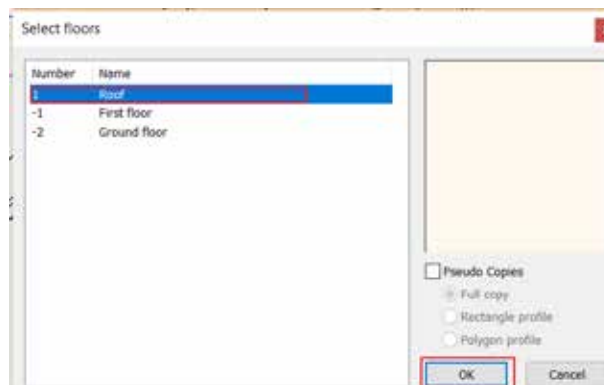 Select floors
Number Name
1 Roof
-1 First floor
-2 Ground floor
Pseudo Copies
Full copy
Rectangle profile
Polygon profile
OK Cancel